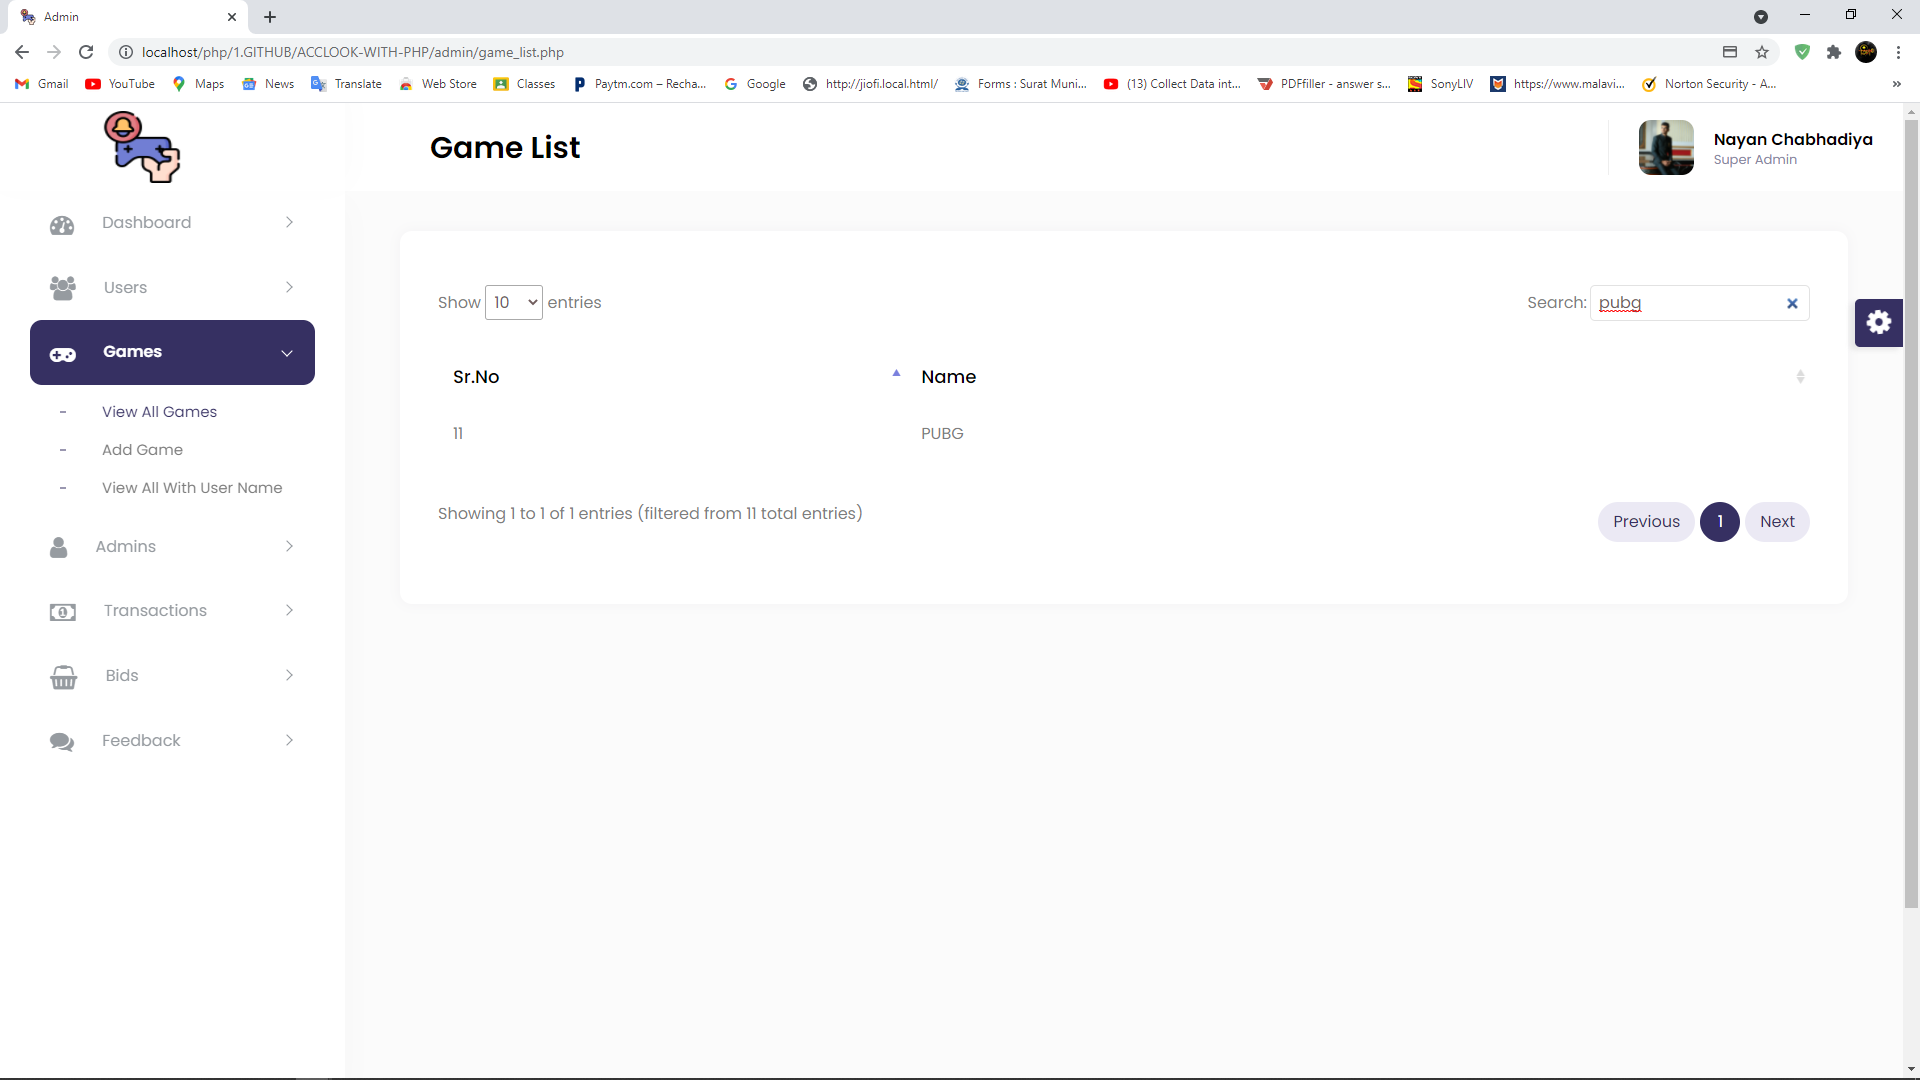 Admin
localhost/php/1.GITHUB/ACCLOOK-WITH-PHP/admin/game_list.php
Gmail YouTube Maps News Translate Web Store Classes Paytm.com – Recha... Google http://jiofi.local.html/ Forms : Surat Muni... (13) Collect Data int... PDFfiller - answer s... SonyLIV https://www.malavi... Norton Security - A... »
Game List
Nayan Chabhadiya
Super Admin
Dashboard
Users
Games
- View All Games
- Add Game
- View All With User Name
Admins
Transactions
Bids
Feedback
Show 10 entries
Search: pubg
Sr.No Name
11 PUBG
Showing 1 to 1 of 1 entries (filtered from 11 total entries)
Previous 1 Next